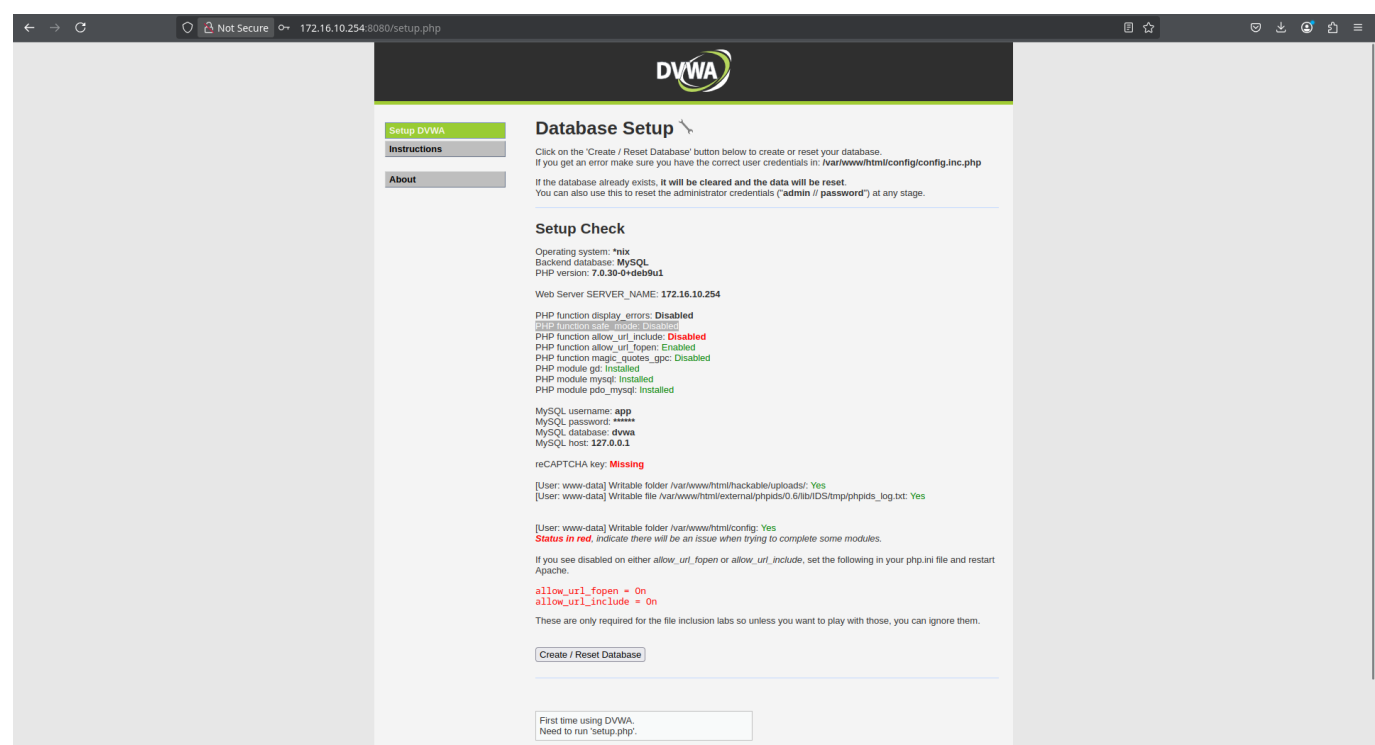 Not Secure 172.16.10.254:8080/setup.php
DVWA
Setup DVWA
Instructions
About
Database Setup
Click on the 'Create / Reset Database' button below to create or reset your database.
If you get an error make sure you have the correct user credentials in: /var/www/html/config/config.inc.php
If the database already exists, it will be cleared and the data will be reset.
You can also use this to reset the administrator credentials ("admin // password") at any stage.
Setup Check
Operating system: *nix
Backend database: MySQL
PHP version: 7.0.30-0+deb9u1
Web Server SERVER_NAME: 172.16.10.254
PHP function display_errors: Disabled
PHP function safe_mode: Disabled
PHP function allow_url_include: Disabled
PHP function allow_url_fopen: Enabled
PHP function magic_quotes_gpc: Disabled
PHP module gd: Installed
PHP module mysql: Installed
PHP module pdo_mysql: Installed
MySQL username: app
MySQL password: ******
MySQL database: dvwa
MySQL host: 127.0.0.1
reCAPTCHA key: Missing
[User: www-data] Writable folder /var/www/html/hackable/uploads/: Yes
[User: www-data] Writable file /var/www/html/external/phpids/0.6/lib/IDS/tmp/phpids_log.txt: Yes
[User: www-data] Writable folder /var/www/html/config: Yes
Status in red, indicate there will be an issue when trying to complete some modules.
If you see disabled on either allow_url_fopen or allow_url_include, set the following in your php.ini file and restart
Apache.
allow_url_fopen = On
allow_url_include = On
These are only required for the file inclusion labs so unless you want to play with those, you can ignore them.
Create / Reset Database
First time using DVWA.
Need to run 'setup.php'.